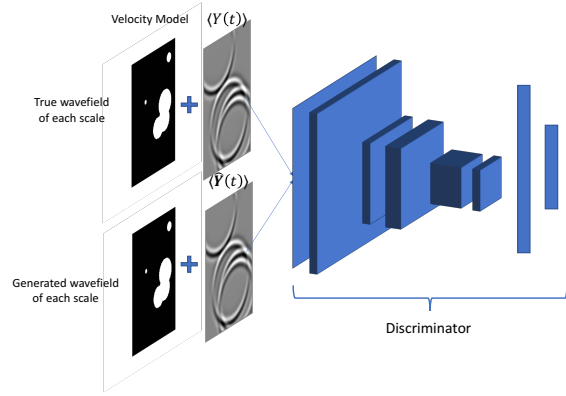 Velocity Model
⟨Y(t)⟩
True wavefield
of each scale
⟨Ŷ(t)⟩
Generated wavefield
of each scale
Discriminator